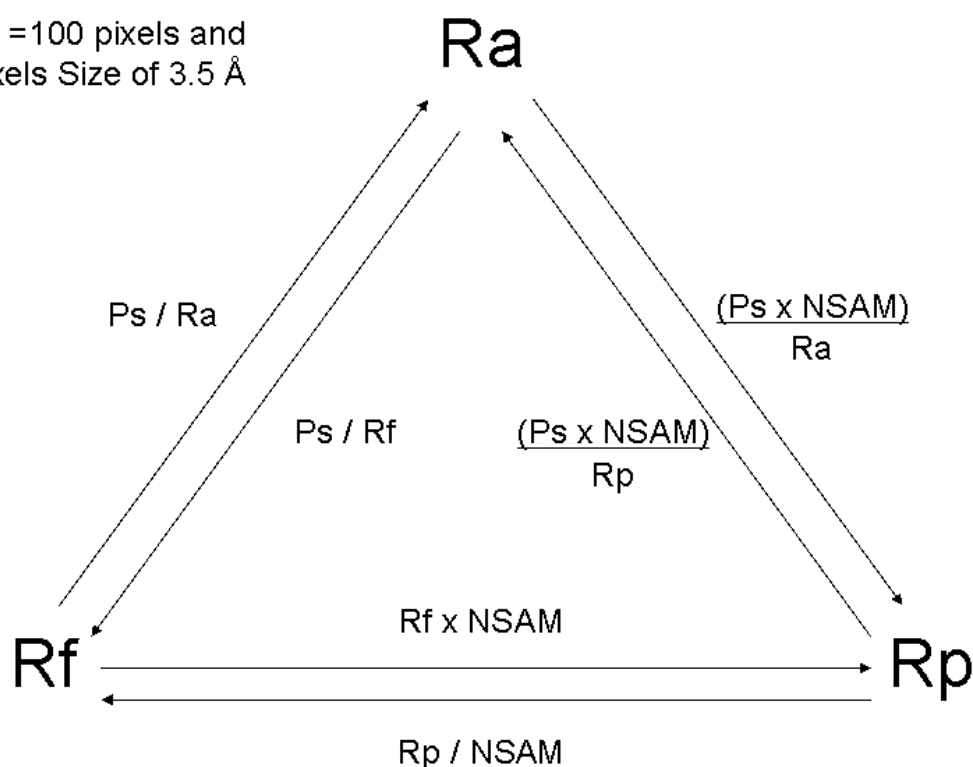 =100 pixels and
Size of 3.5 Å
Ra
Ps / Ra
(Ps x NSAM)
Ra
Ps / Rf
(Ps x NSAM)
Rp
Rf x NSAM
Rf
Rp
Rp / NSAM